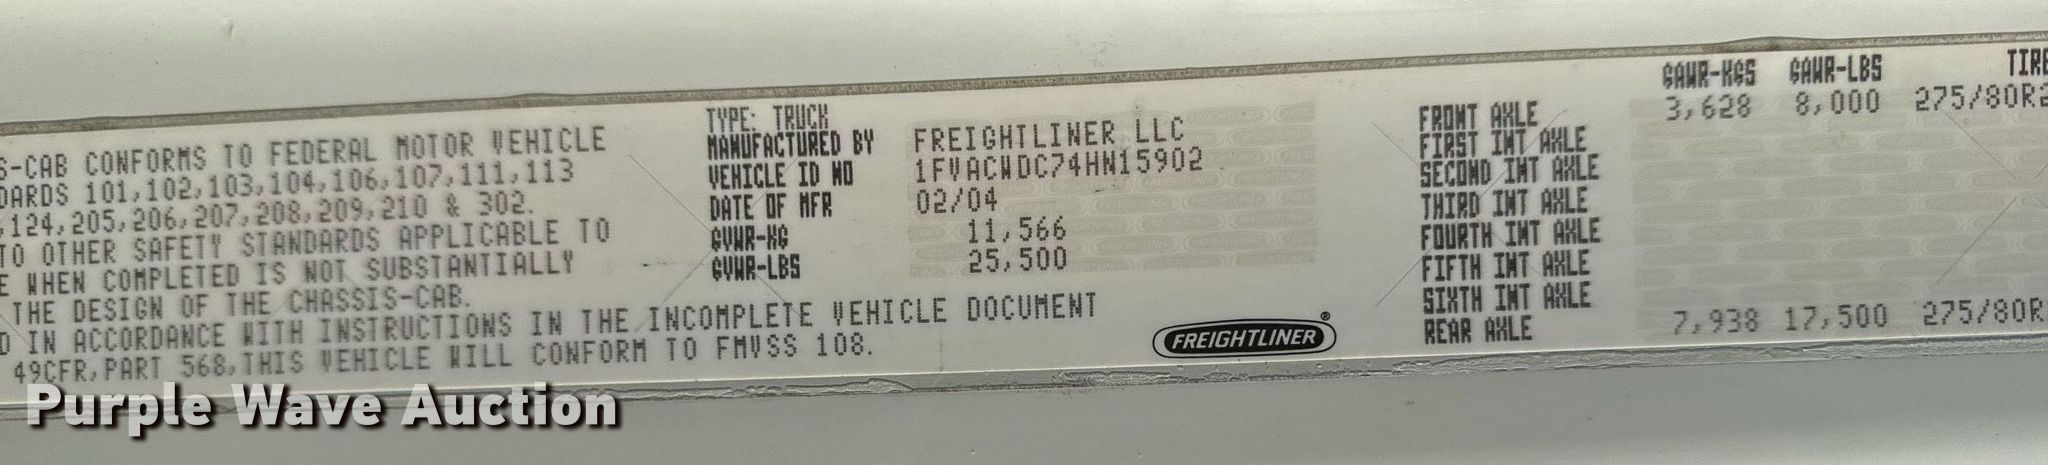 S-CAB CONFORMS TO FEDERAL MOTOR VEHICLE
DARDS 101,102,103,104,106,107,111,113
,124,205,206,207,208,209,210 & 302.
TO OTHER SAFETY STANDARDS APPLICABLE TO
E WHEN COMPLETED IS NOT SUBSTANTIALLY
THE DESIGN OF THE CHASSIS-CAB.
D IN ACCORDANCE WITH INSTRUCTIONS IN THE INCOMPLETE VEHICLE DOCUMENT
49CFR,PART 568,THIS VEHICLE WILL CONFORM TO FMVSS 108.
TYPE: TRUCK
MANUFACTURED BY FREIGHTLINER LLC
VEHICLE ID NO 1FVACWDC74HN15902
DATE OF MFR 02/04
GVWR-KG 11,566
GVWR-LBS 25,500
FREIGHTLINER®
GAWR-KGS GAWR-LBS TIRE
FRONT AXLE 3,628 8,000 275/80R2
FIRST INT AXLE
SECOND INT AXLE
THIRD INT AXLE
FOURTH INT AXLE
FIFTH INT AXLE
SIXTH INT AXLE
REAR AXLE 7,938 17,500 275/80R
Purple Wave Auction